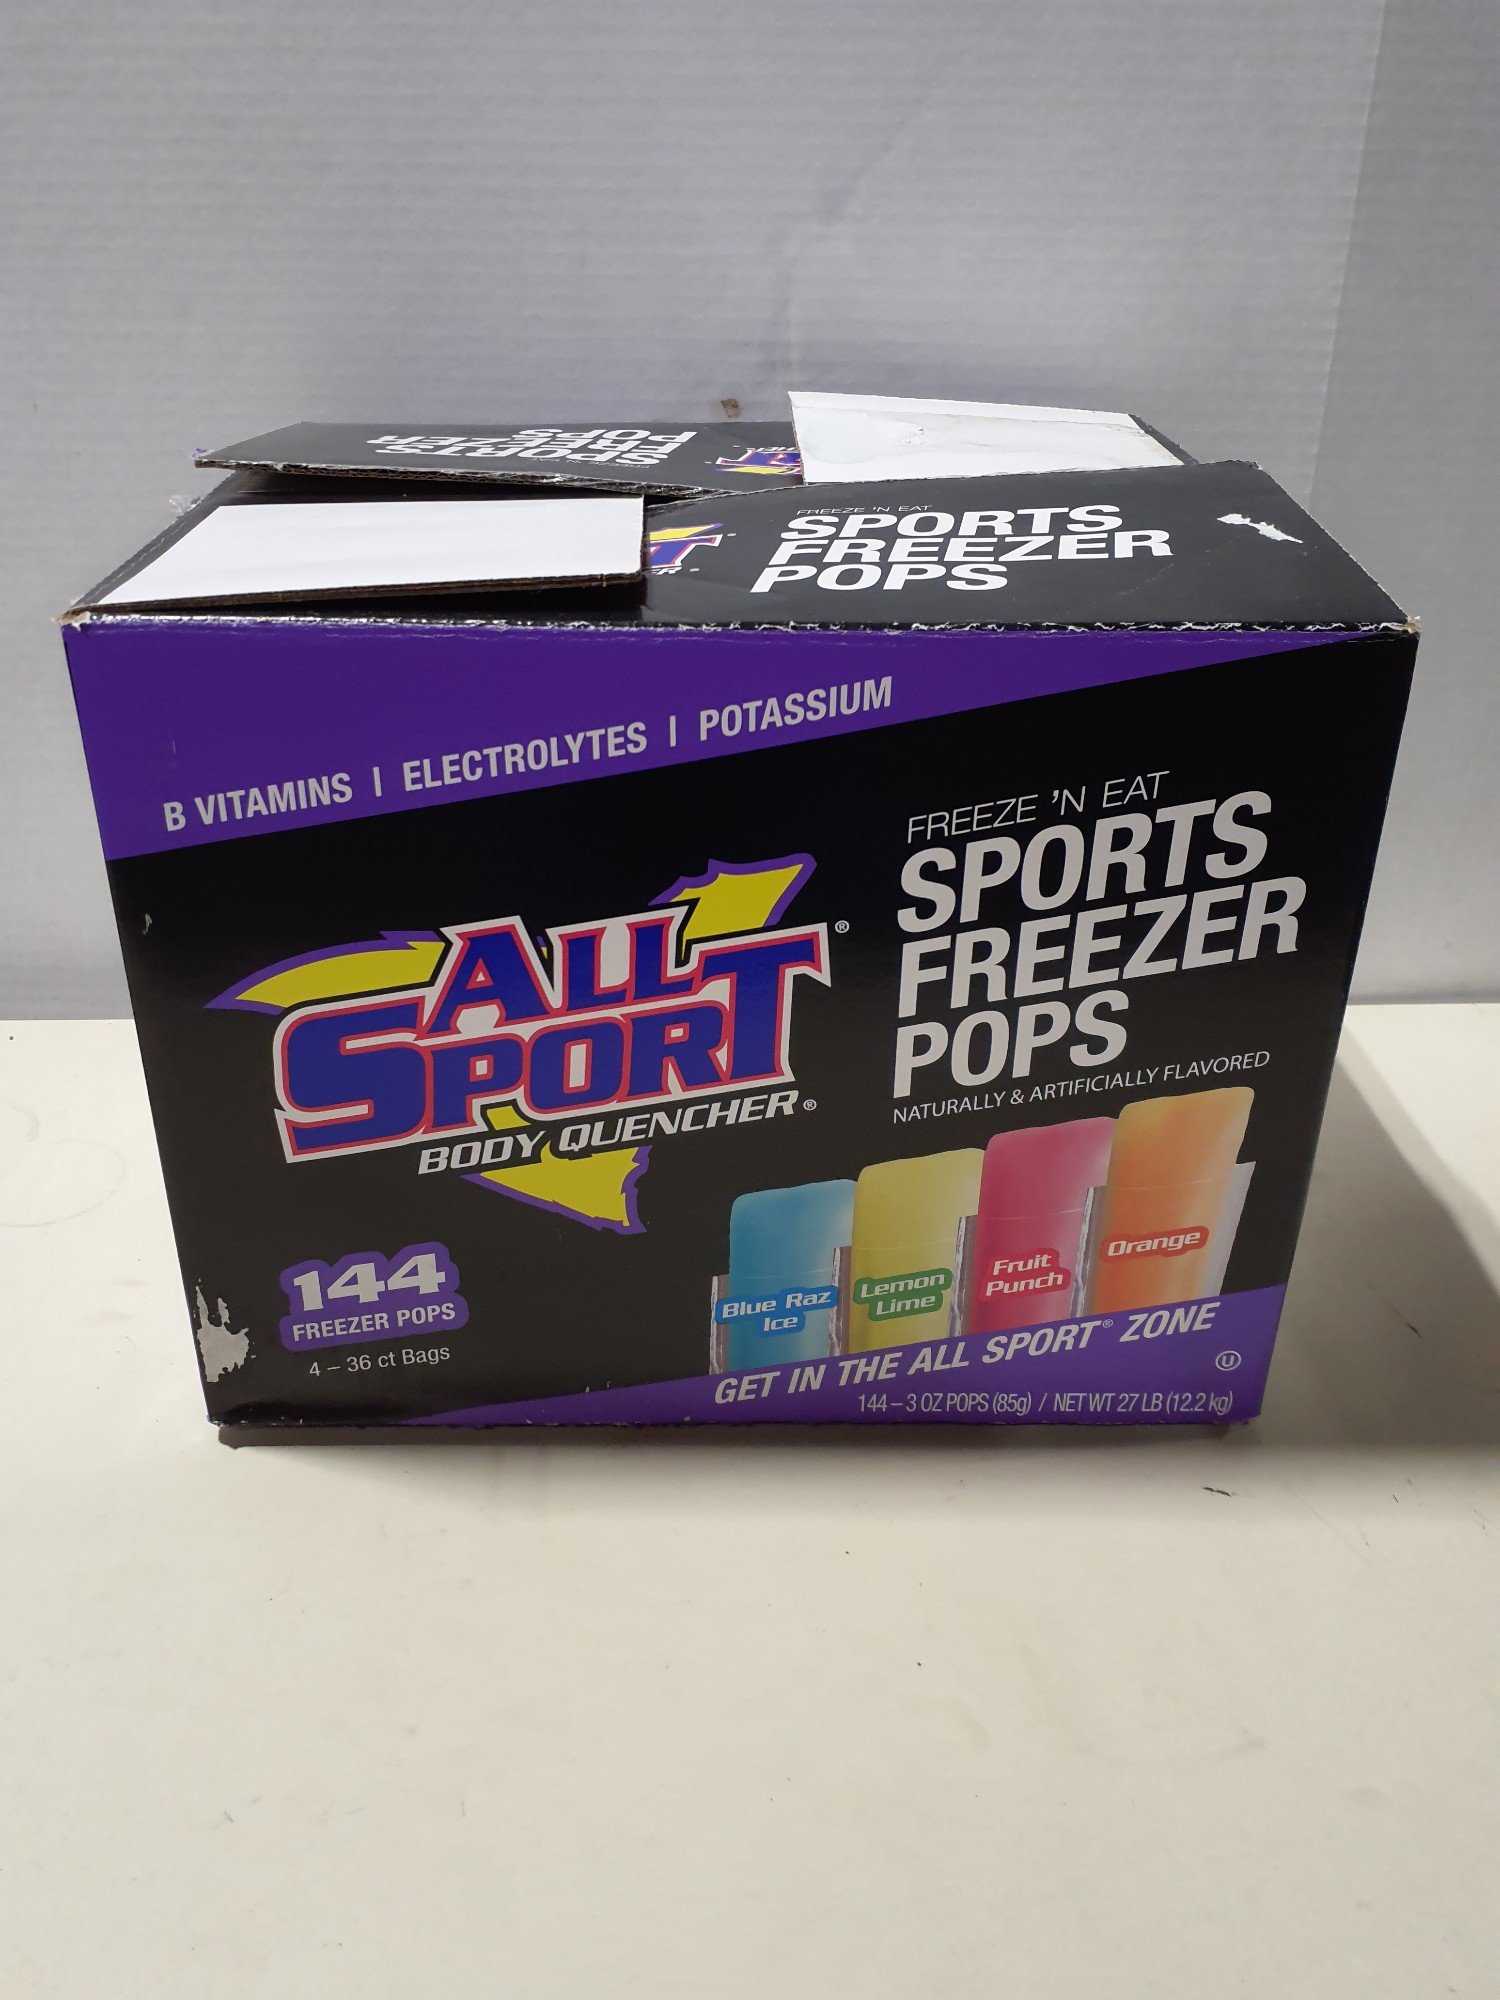 SPORTS
FREEZER
POPS
FREEZE 'N EAT
SPORTS
FREEZER
POPS
B VITAMINS | ELECTROLYTES | POTASSIUM
FREEZE 'N EAT
SPORTS
FREEZER
POPS
NATURALLY & ARTIFICIALLY FLAVORED
ALL
SPORT®
BODY QUENCHER®
Blue Raz
Ice
Lemon
Lime
Fruit
Punch
Orange
144
FREEZER POPS
4 – 36 ct Bags
GET IN THE ALL SPORT® ZONE
U
144 – 3 OZ POPS (85g) / NET WT 27 LB (12.2 kg)